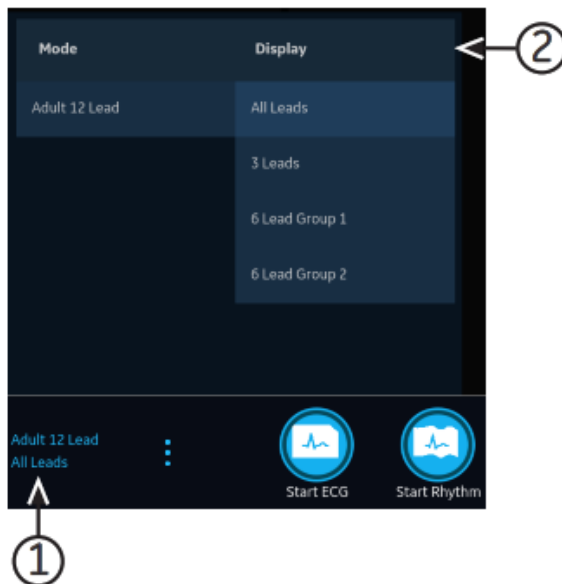 Mode Display
Adult 12 Lead All Leads
3 Leads
6 Lead Group 1
6 Lead Group 2
Adult 12 Lead
All Leads
Start ECG Start Rhythm
1
2